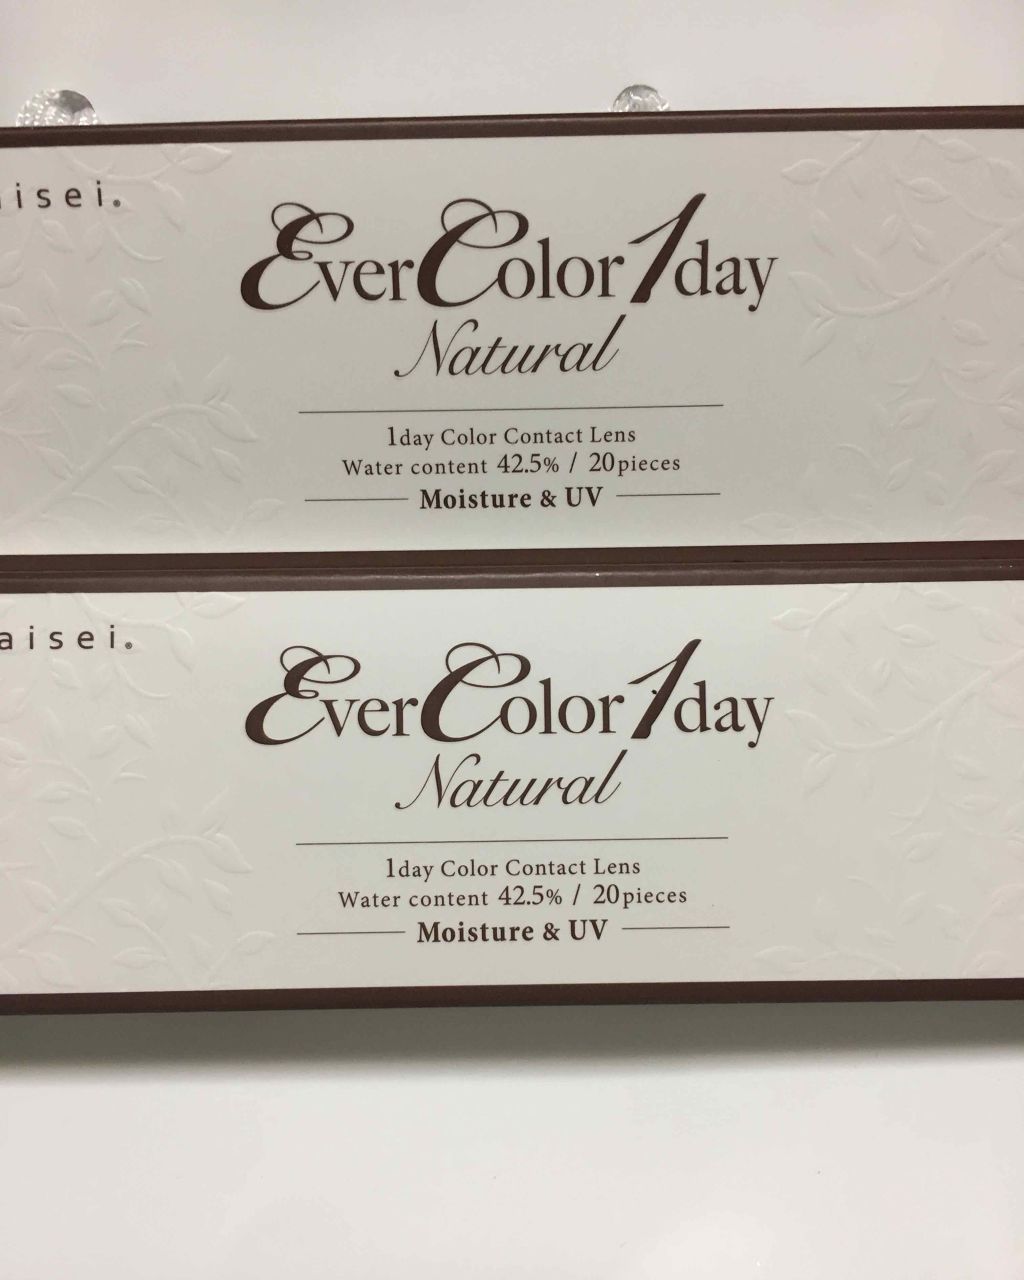 aisei.
EverColor1day
Natural
1day Color Contact Lens
Water content 42.5% / 20pieces
Moisture & UV
aisei.
EverColor1day
Natural
1day Color Contact Lens
Water content 42.5% / 20pieces
Moisture & UV